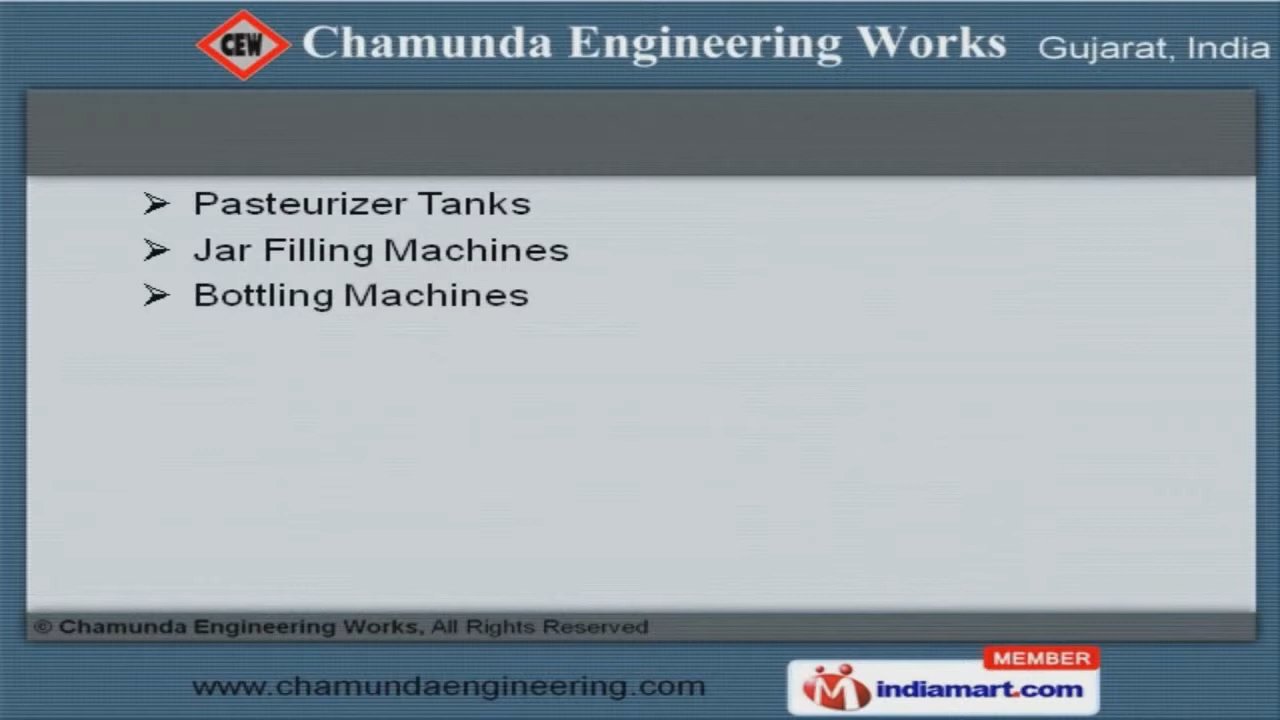 CEW Chamunda Engineering Works Gujarat, India
Pasteurizer Tanks
Jar Filling Machines
Bottling Machines
© Chamunda Engineering Works, All Rights Reserved
MEMBER
www.chamundaengineering.com
indiamart.com